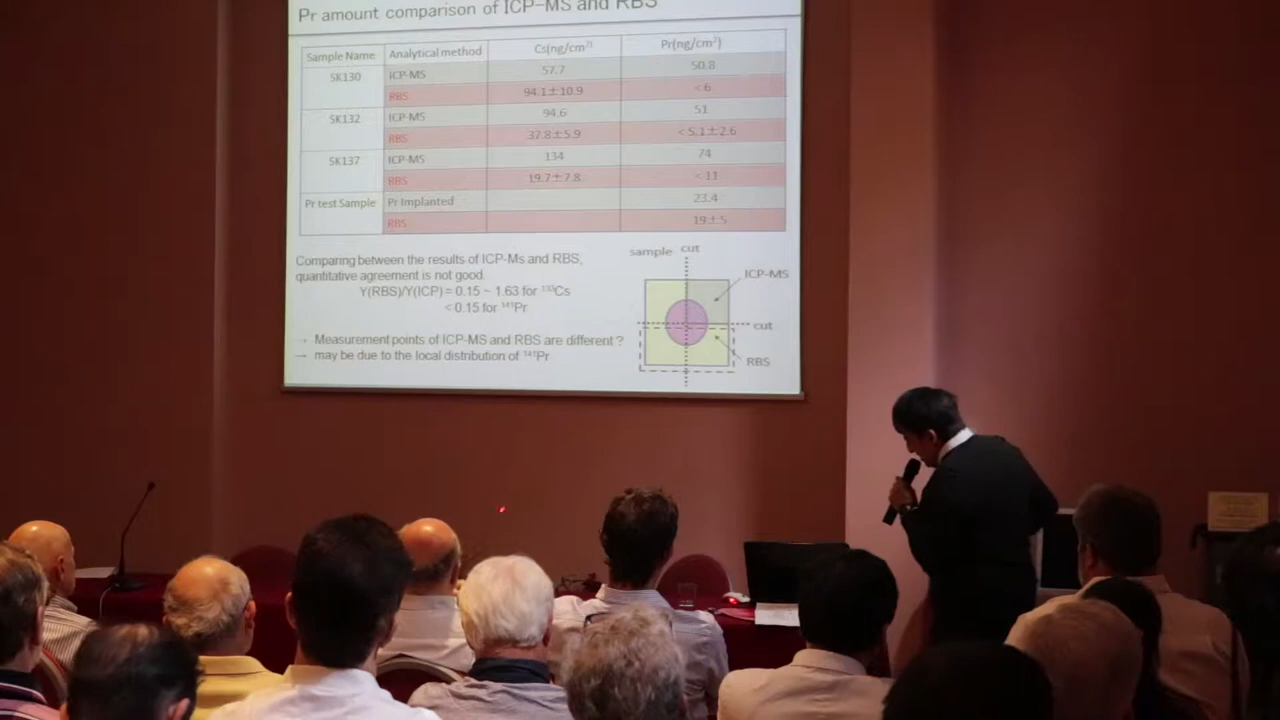 Pr amount comparison of ICP-MS and RBS
Sample Name Analytical method Cs(ng/cm²) Pr(ng/cm²)
SK130 ICP-MS 57.7 50.8
RBS 94.1±10.9 <6
SK132 ICP-MS 94.6 51
RBS 37.8±5.9 <5.1±2.6
SK137 ICP-MS 134 74
RBS 19.7±7.8 <11
Pr test Sample Pr Implanted 23.4
RBS 19±5
Comparing between the results of ICP-Ms and RBS,
quantitative agreement is not good.
Y(RBS)/Y(ICP) = 0.15 ~ 1.63 for ¹³³Cs
< 0.15 for ¹⁴¹Pr
→ Measurement points of ICP-MS and RBS are different ?
→ may be due to the local distribution of ¹⁴¹Pr
sample cut
ICP-MS
cut
RBS